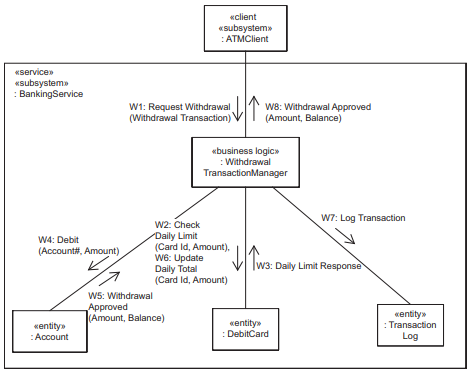 «client
subsystem»
: ATMClient
«service»
«subsystem»
: BankingService
W1: Request Withdrawal
(Withdrawal Transaction)
W8: Withdrawal Approved
(Amount, Balance)
«business logic»
: Withdrawal
TransactionManager
W2: Check
Daily Limit
(Card Id, Amount),
W6: Update
Daily Total
(Card Id, Amount)
W7: Log Transaction
W4: Debit
(Account#, Amount)
W3: Daily Limit Response
W5: Withdrawal
Approved
(Amount, Balance)
«entity»
: Account
«entity»
: DebitCard
«entity»
: Transaction
Log